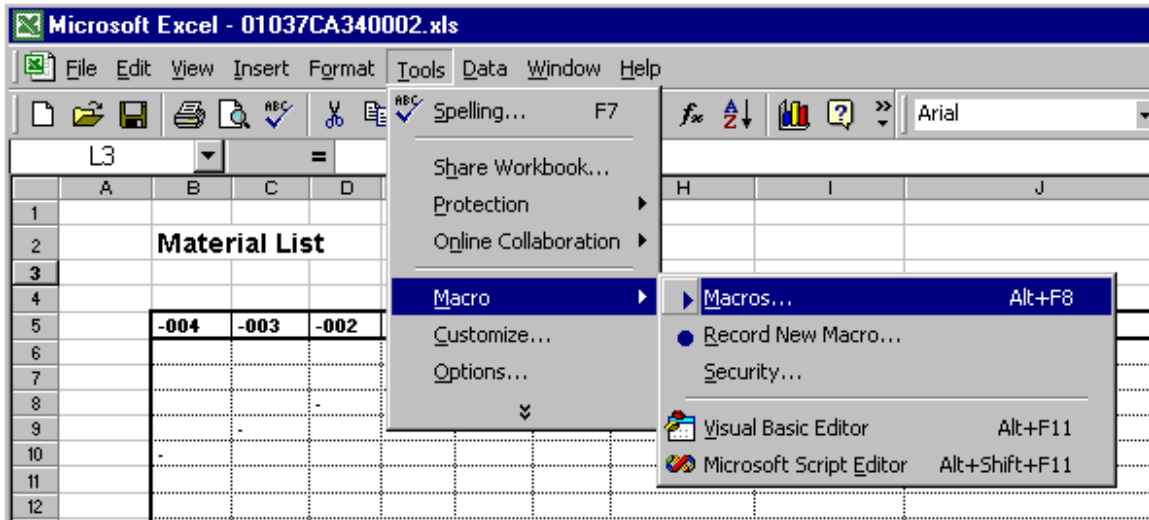 Microsoft Excel - 01037CA340002.xls
File Edit View Insert Format Tools Data Window Help
ABC ABC Spelling... F7 fx A Z ? Arial
L3 =
Share Workbook...
A B C D H I J
Protection
1
2 Material List Online Collaboration
3
4 Macro Macros... Alt+F8
5 -004 -003 -002 Customize... Record New Macro...
6
7 Options... Security...
8 -
9 - Visual Basic Editor Alt+F11
10 - Microsoft Script Editor Alt+Shift+F11
11
12